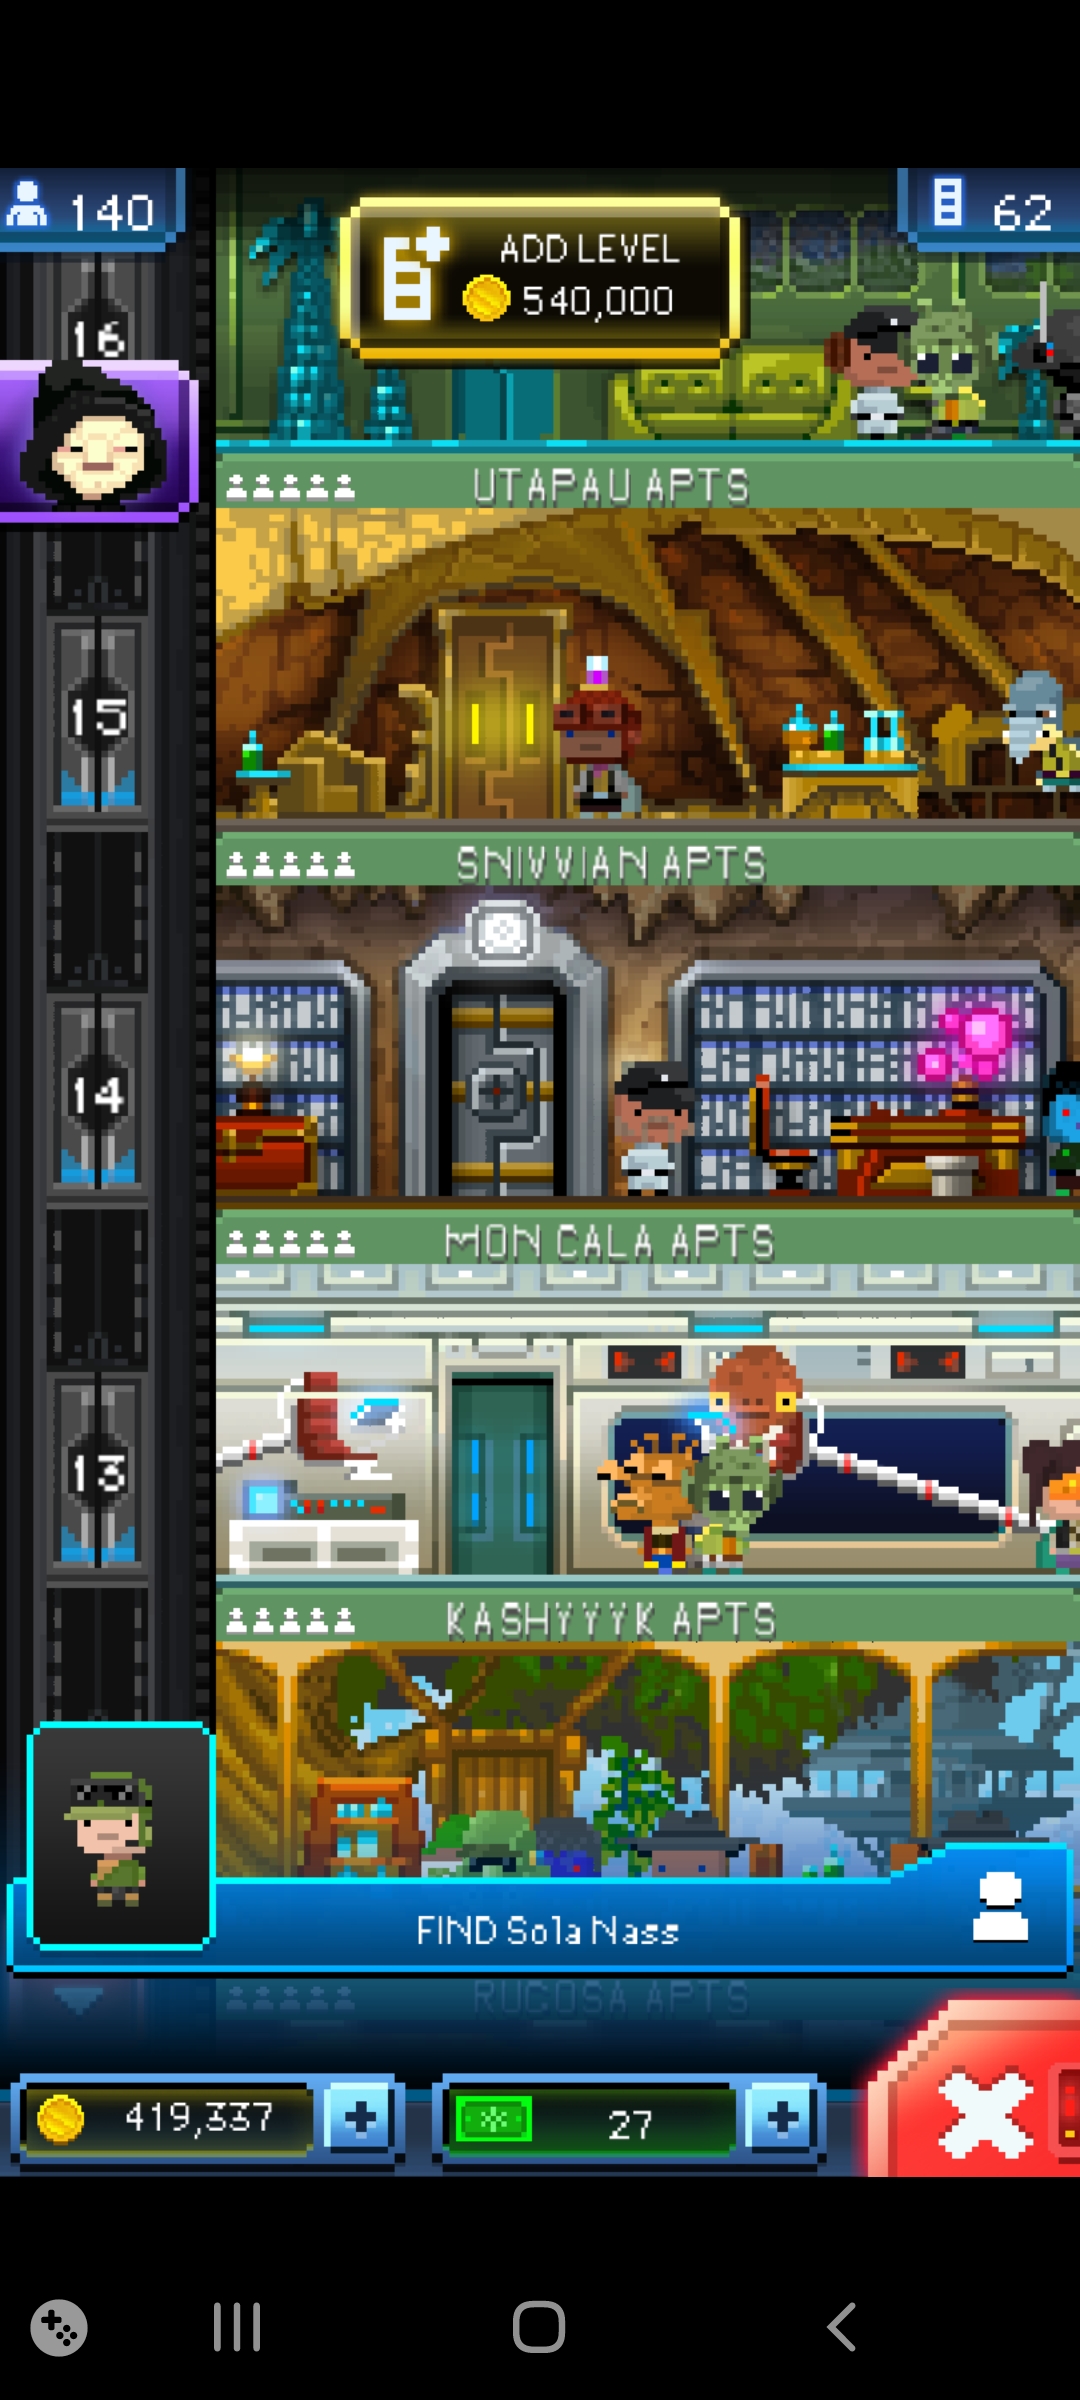 140
ADD LEVEL
540,000
62
16
UTAPAU APTS
15
SNIVVIAN APTS
14
MON CALA APTS
13
KASHYYYK APTS
FIND Sola Nass
RUCOSA APTS
419,337
27